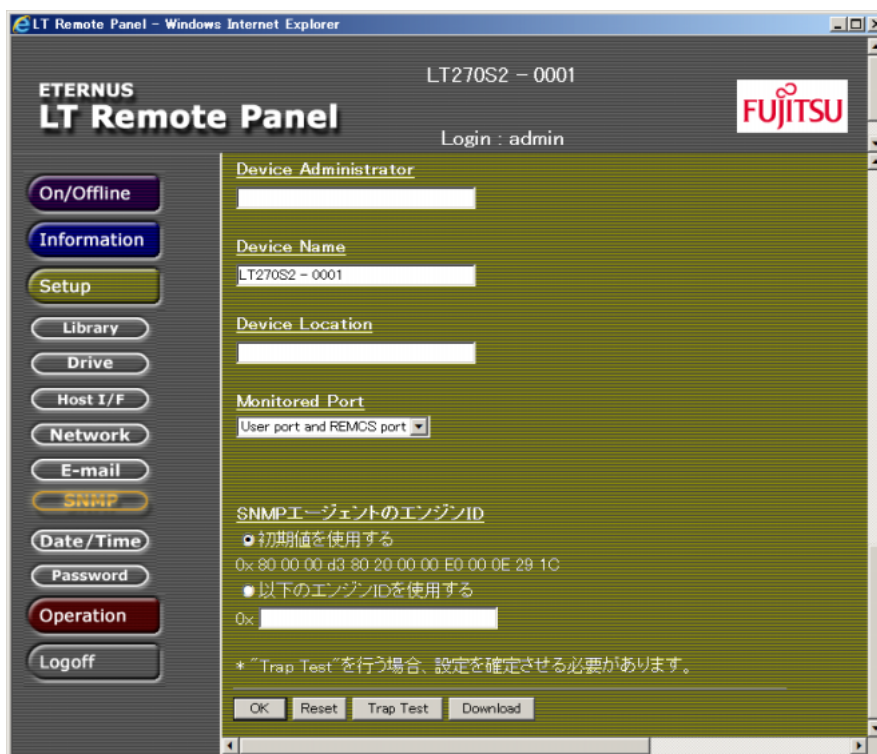 LT Remote Panel - Windows Internet Explorer
LT270S2 - 0001
ETERNUS
LT Remote Panel
FUJITSU
Login : admin
On/Offline
Information
Setup
Library
Drive
Host I/F
Network
E-mail
SNMP
Date/Time
Password
Operation
Logoff
Device Administrator
Device Name
LT270S2 - 0001
Device Location
Monitored Port
User port and REMCS port
SNMPエージェントのエンジンID
初期値を使用する
0x 80 00 00 d3 80 20 00 00 E0 00 0E 29 1C
以下のエンジンIDを使用する
0x
* "Trap Test"を行う場合、設定を確定させる必要があります。
OK Reset Trap Test Download